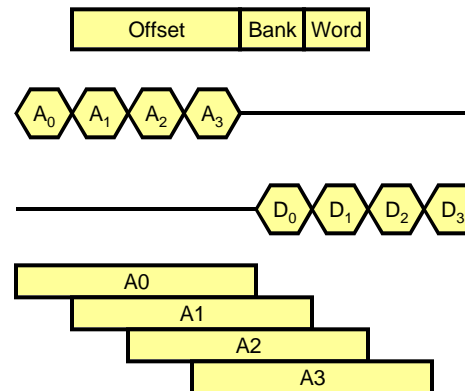 Offset Bank Word
A0 A1 A2 A3
D0 D1 D2 D3
A0
A1
A2
A3